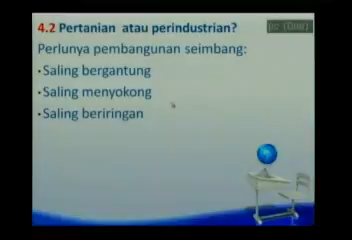 4.2 Pertanian atau perindustrian?
Perlunya pembangunan seimbang:
•Saling bergantung
•Saling menyokong
•Saling beriringan